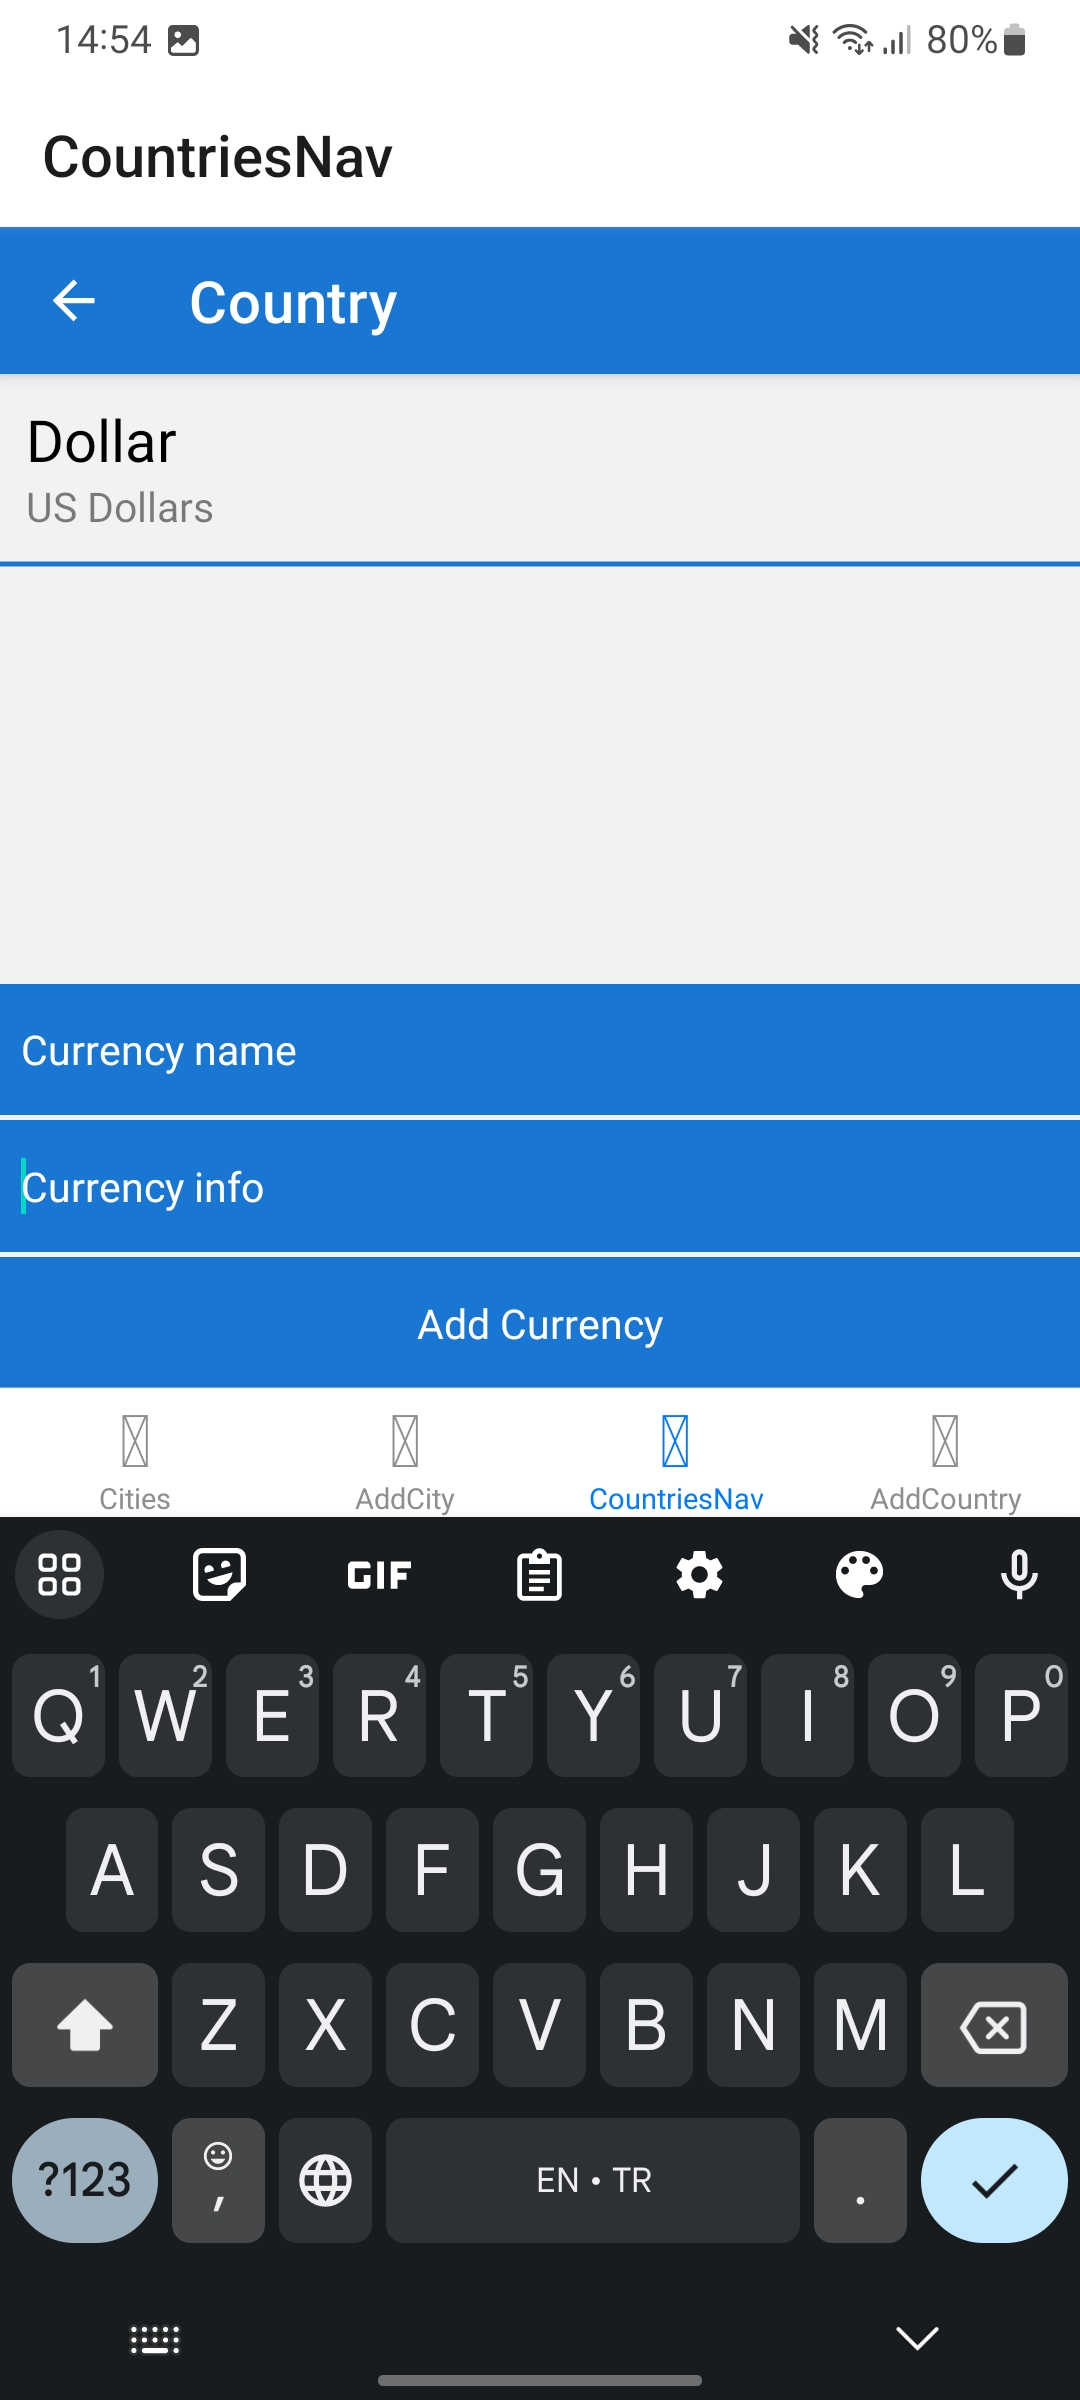 14:54 80%
CountriesNav
Country
Dollar
US Dollars
Currency name
Currency info
Add Currency
Cities AddCity CountriesNav AddCountry
GIF
Q 1 W 2 E 3 R 4 T 5 Y 6 U 7 I 8 O 9 P 0
A S D F G H J K L
Z X C V B N M
?123 , EN • TR .